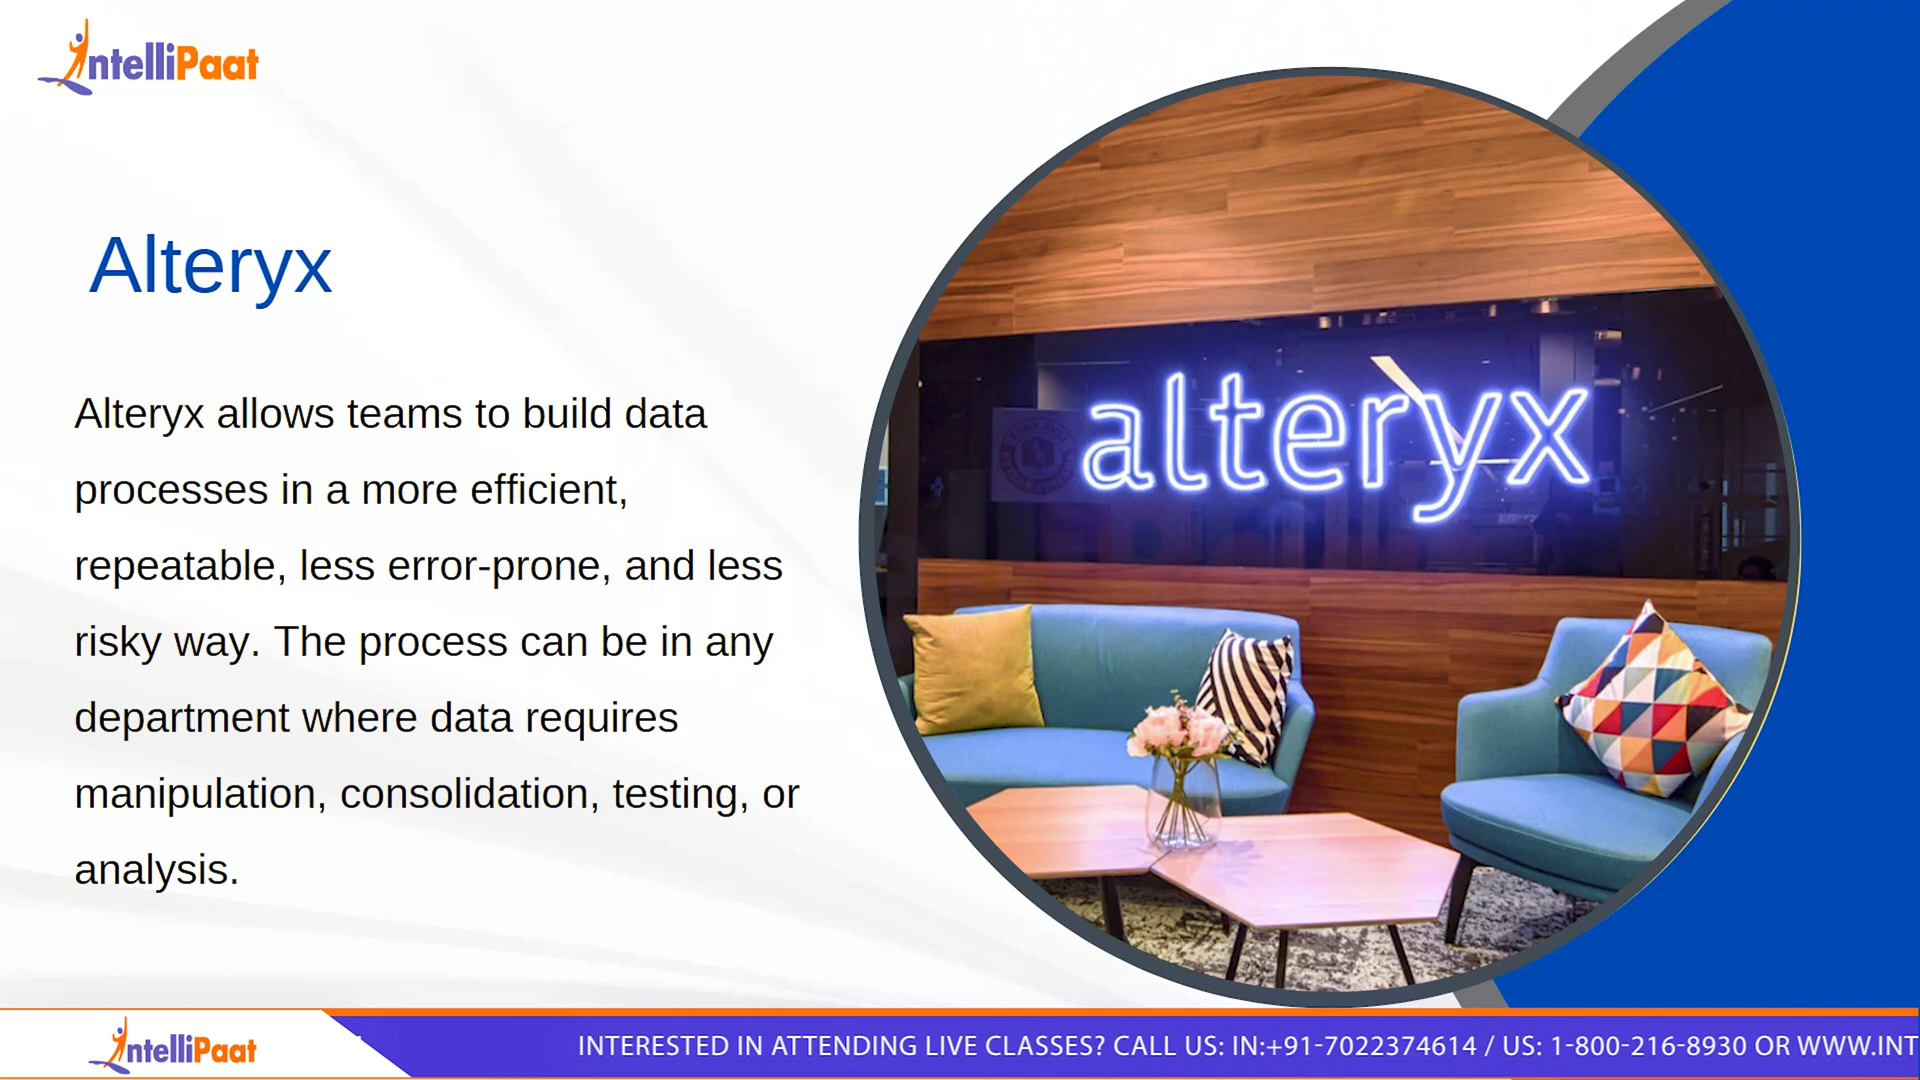 IntelliPaat
Alteryx
Alteryx allows teams to build data
processes in a more efficient,
repeatable, less error-prone, and less
risky way. The process can be in any
department where data requires
manipulation, consolidation, testing, or
analysis.
alteryx
IntelliPaat
INTERESTED IN ATTENDING LIVE CLASSES? CALL US: IN:+91-7022374614 / US: 1-800-216-8930 OR WWW.INT